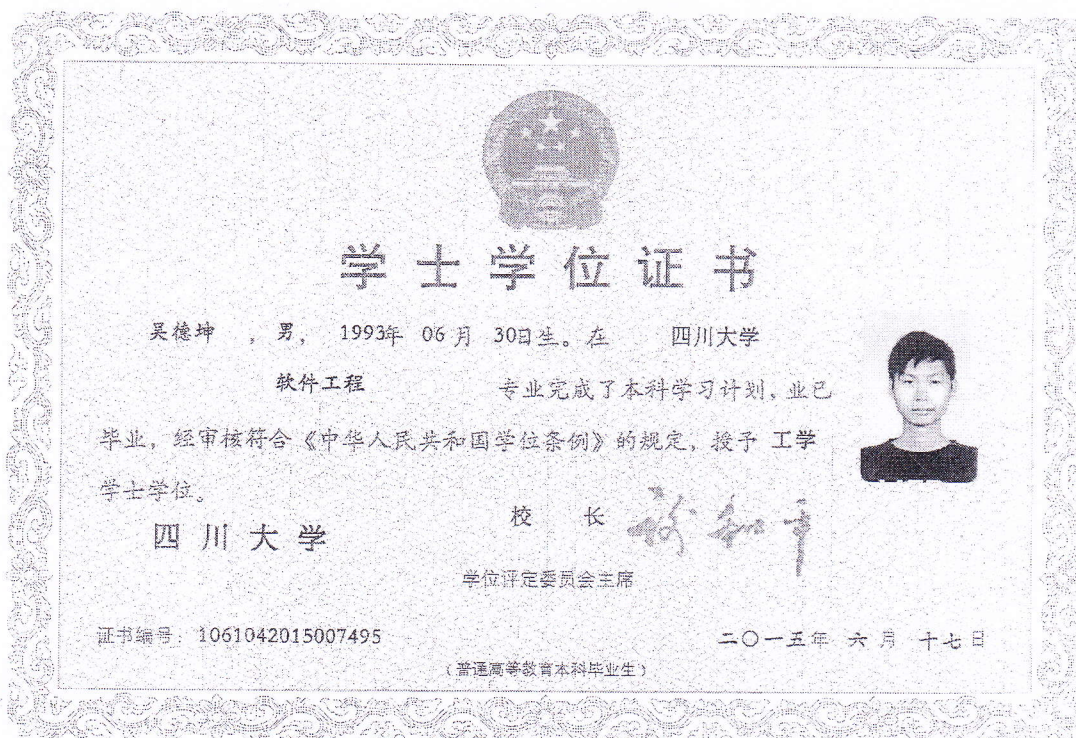 学士学位证书
吴德坤 ,男, 1993年 06月 30日生。在 四川大学
软件工程 专业完成了本科学习计划,业已
毕业,经审核符合《中华人民共和国学位条例》的规定,授予 工学
学士学位。
四川大学
校 长
学位评定委员会主席
证书编号:1061042015007495
二〇一五年 六月 十七日
(普通高等教育本科毕业生)